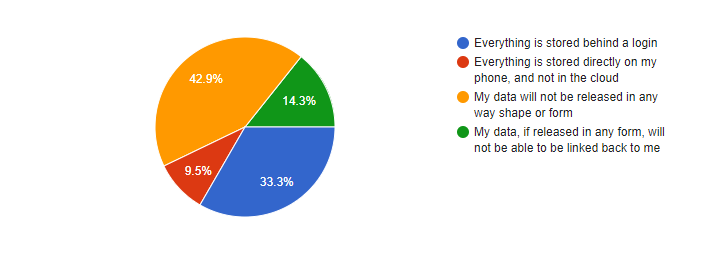 42.9%
14.3%
9.5%
33.3%
Everything is stored behind a login
Everything is stored directly on my
phone, and not in the cloud
My data will not be released in any
way shape or form
My data, if released in any form, will
not be able to be linked back to me